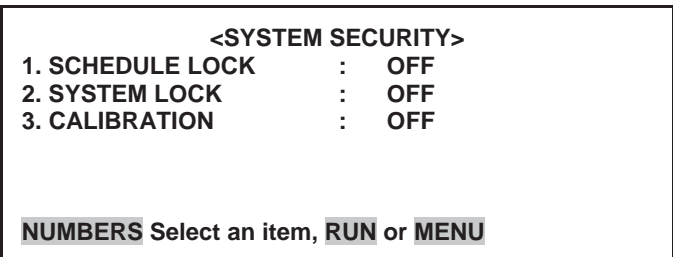 <SYSTEM SECURITY>
1. SCHEDULE LOCK : OFF
2. SYSTEM LOCK : OFF
3. CALIBRATION : OFF
NUMBERS Select an item, RUN or MENU